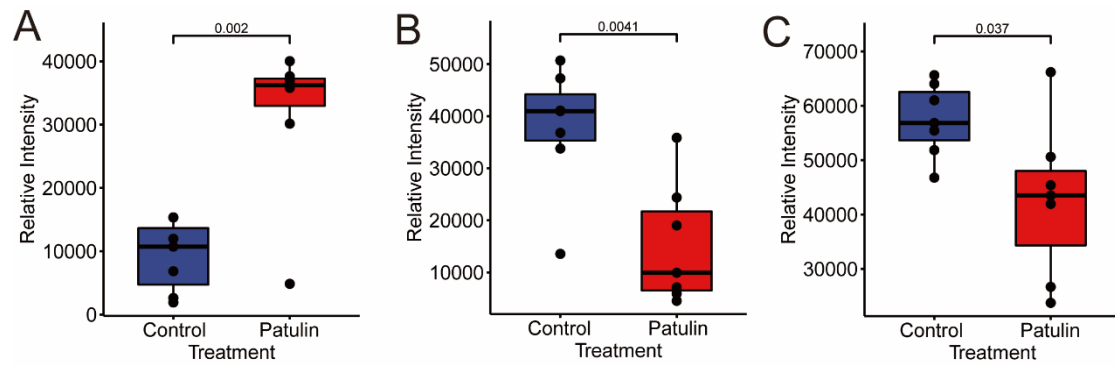 A
0.002
Relative Intensity
40000
30000
20000
10000
0
Control Patulin
Treatment
B
0.0041
Relative Intensity
50000
40000
30000
20000
10000
Control Patulin
Treatment
C
0.037
Relative Intensity
70000
60000
50000
40000
30000
Control Patulin
Treatment